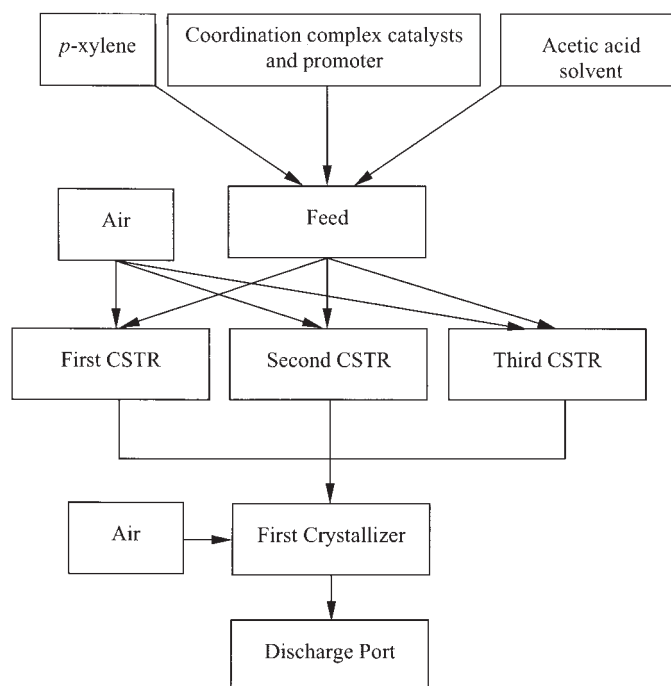 p-xylene
Coordination complex catalysts
and promoter
Acetic acid
solvent
Air
Feed
First CSTR
Second CSTR
Third CSTR
Air
First Crystallizer
Discharge Port